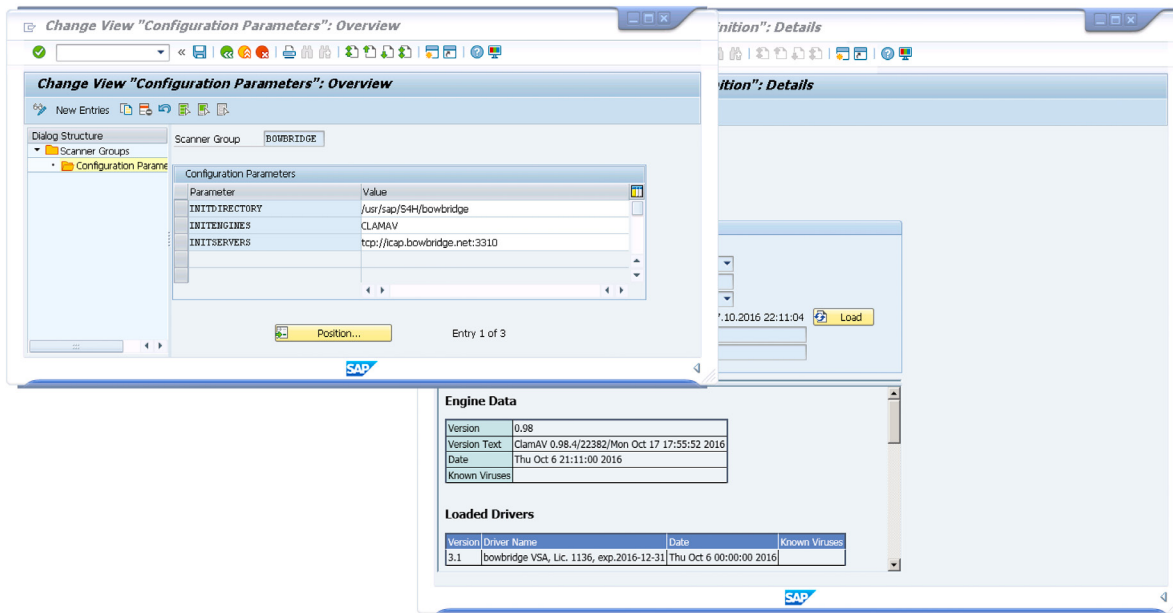 Change View "Configuration Parameters": Overview
Change View "Configuration Parameters": Overview
New Entries
Dialog Structure
Scanner Groups
Configuration Parame
Scanner Group BOWBRIDGE
Configuration Parameters
Parameter Value
INITDIRECTORY /usr/sap/S4H/bowbridge
INITENGINES CLAMAV
INITSERVERS tcp://icap.bowbridge.net:3310
Position... Entry 1 of 3
SAP
nition": Details
ition": Details
7.10.2016 22:11:04 Load
Engine Data
Version 0.98
Version Text ClamAV 0.98.4/22382/Mon Oct 17 17:55:52 2016
Date Thu Oct 6 21:11:00 2016
Known Viruses
Loaded Drivers
Version Driver Name Date Known Viruses
3.1 bowbridge VSA, Lic. 1136, exp.2016-12-31 Thu Oct 6 00:00:00 2016
SAP